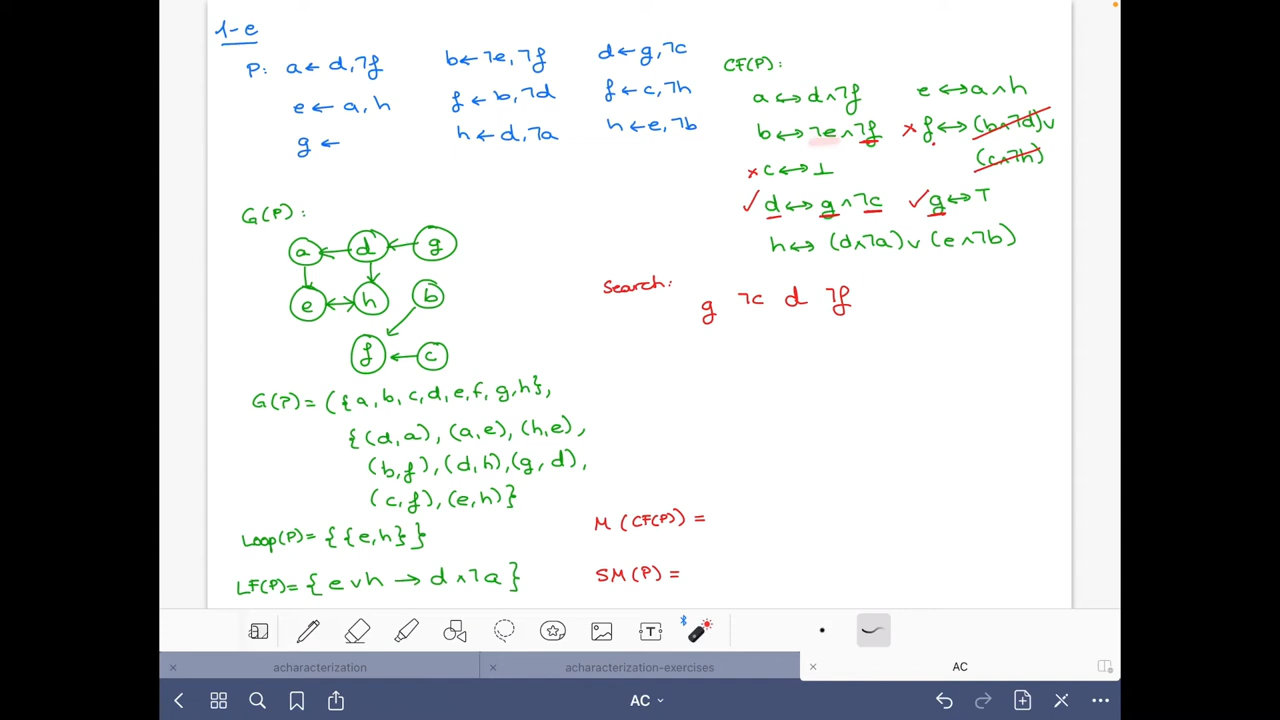 1-e
P: a ← d, ¬f   b ← ¬e, ¬f   d ← g, ¬c
e ← a, h   f ← b, ¬d   f ← c, ¬h
g ←   h ← d, ¬a   h ← e, ¬b
CF(P):
a ↔ d ∧ ¬f   e ↔ a ∧ h
b ↔ ¬e ∧ ¬f   × f ↔ (b ∧ ¬d) ∨
(c ∧ ¬h)
× c ↔ ⊥
✓ d ↔ g ∧ ¬c   ✓ g ↔ T
h ↔ (d ∧ ¬a) ∨ (e ∧ ¬b)
G(P):
a d g
e h b
f c
Search:
g ¬c d ¬f
G(P) = ({a, b, c, d, e, f, g, h},
{(d, a), (a, e), (h, e),
(b, f), (d, h), (g, d),
(c, f), (e, h)}
Loop(P) = {{e, h}}
LF(P) = {e ∨ h → d ∧ ¬a}
M(CF(P)) =
SM(P) =
T
acharacterization
acharacterization-exercises
AC
AC